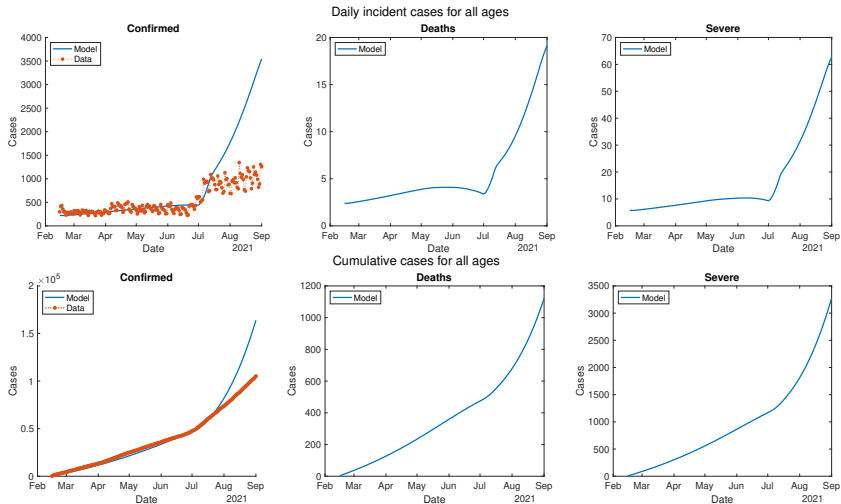 Daily incident cases for all ages
Confirmed
Deaths
Severe
Model
Data
Model
Model
4000
3500
3000
2500
2000
1500
1000
500
0
Cases
20
15
10
5
0
Cases
70
60
50
40
30
20
10
0
Cases
Feb Mar Apr May Jun Jul Aug Sep
Feb Mar Apr May Jun Jul Aug Sep
Feb Mar Apr May Jun Jul Aug Sep
Date
2021
Date
2021
Date
2021
Cumulative cases for all ages
Confirmed
Deaths
Severe
×10^5
Model
Data
Model
Model
2
1.5
1
0.5
0
Cases
1200
1000
800
600
400
200
0
Cases
3500
3000
2500
2000
1500
1000
500
0
Cases
Feb Mar Apr May Jun Jul Aug Sep
Feb Mar Apr May Jun Jul Aug Sep
Feb Mar Apr May Jun Jul Aug Sep
Date
2021
Date
2021
Date
2021